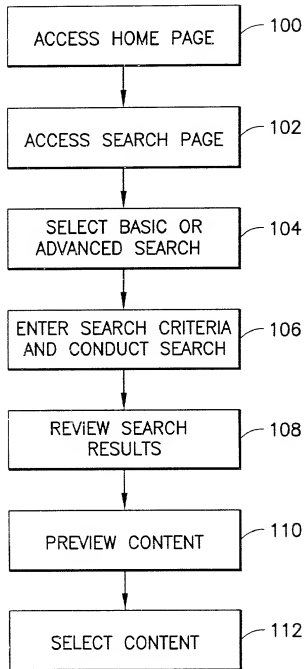 ACCESS HOME PAGE
100
ACCESS SEARCH PAGE
102
SELECT BASIC OR
ADVANCED SEARCH
104
ENTER SEARCH CRITERIA
AND CONDUCT SEARCH
106
REVIEW SEARCH
RESULTS
108
PREVIEW CONTENT
110
SELECT CONTENT
112